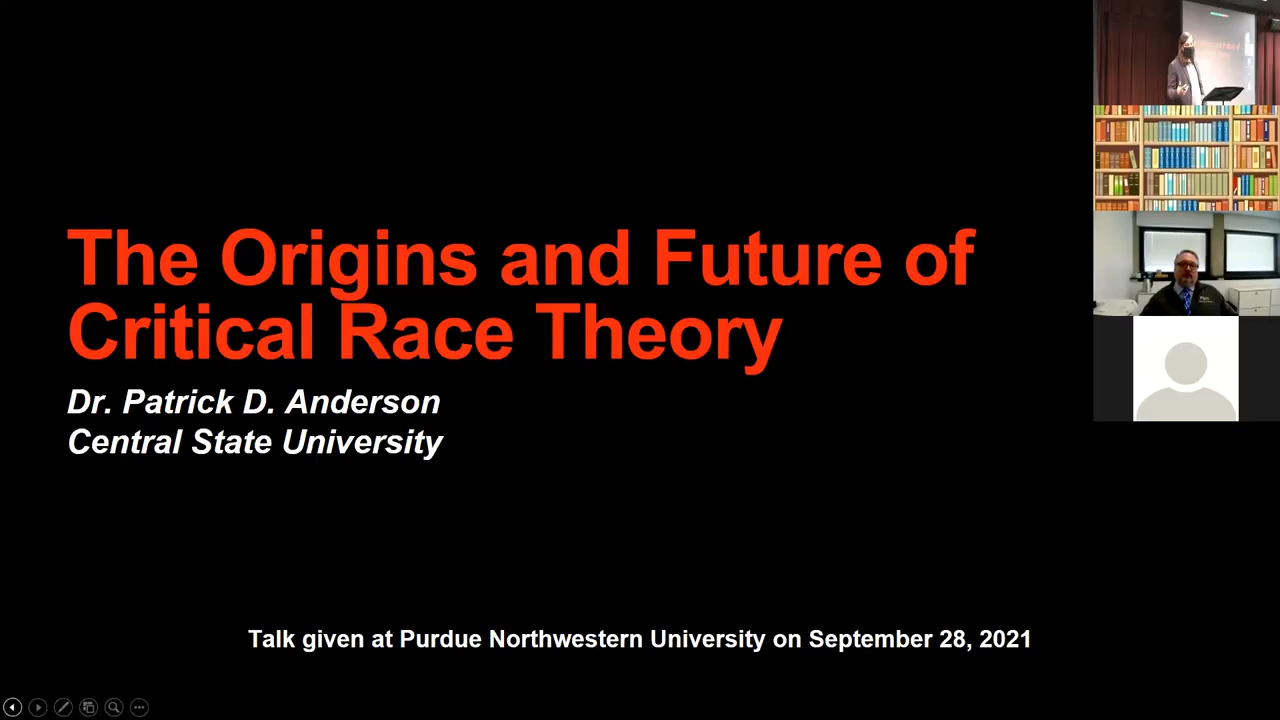 The Origins and Future of
Critical Race Theory
Dr. Patrick D. Anderson
Central State University
Talk given at Purdue Northwestern University on September 28, 2021